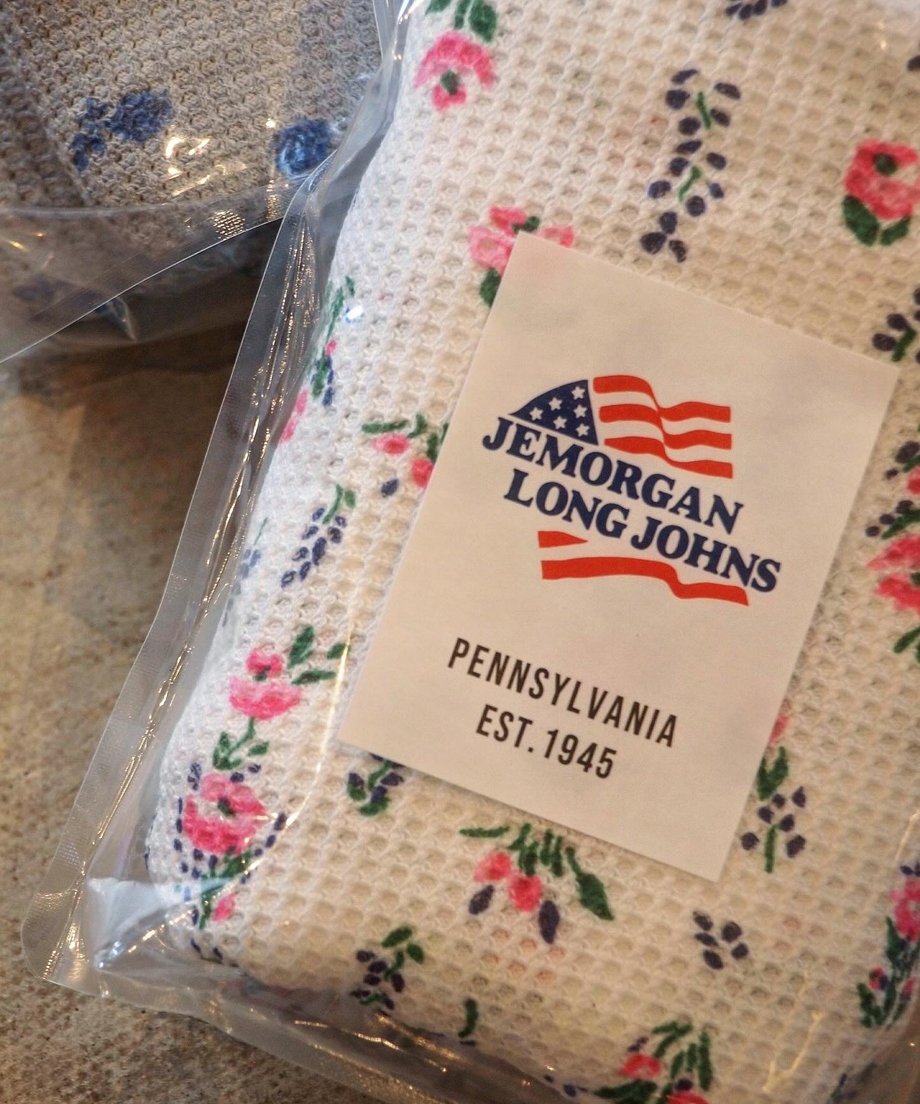 JEMORGAN
LONG JOHNS
PENNSYLVANIA
EST. 1945